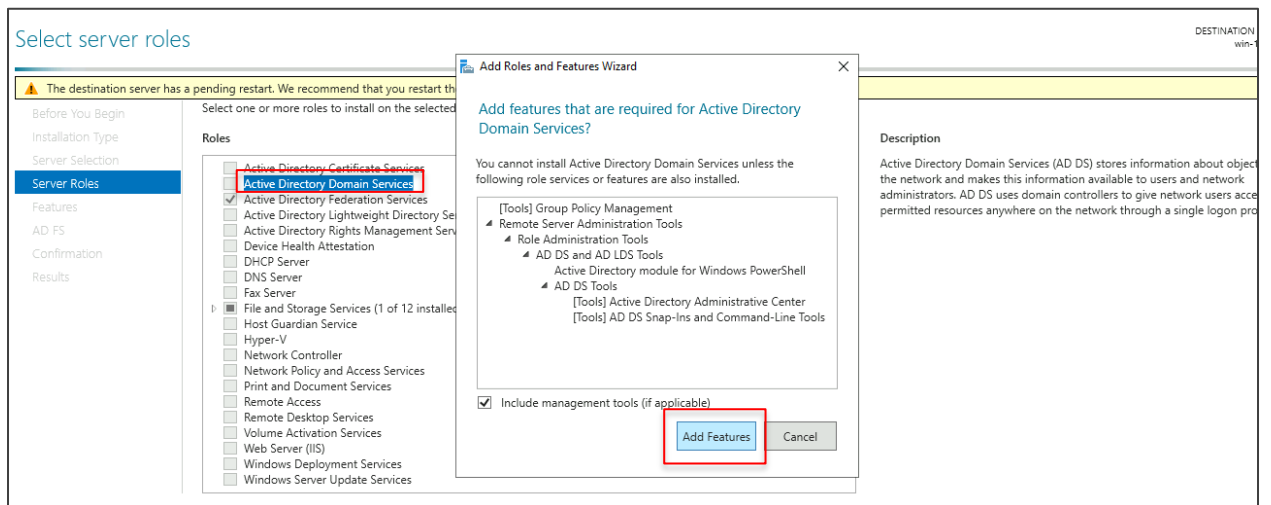 Select server roles
DESTINATION
win-1
The destination server has a pending restart. We recommend that you restart th
Before You Begin
Installation Type
Server Selection
Server Roles
Features
AD FS
Confirmation
Results
Select one or more roles to install on the selected
Roles
Active Directory Certificate Services
Active Directory Domain Services
Active Directory Federation Services
Active Directory Lightweight Directory Se
Active Directory Rights Management Serv
Device Health Attestation
DHCP Server
DNS Server
Fax Server
File and Storage Services (1 of 12 installed
Host Guardian Service
Hyper-V
Network Controller
Network Policy and Access Services
Print and Document Services
Remote Access
Remote Desktop Services
Volume Activation Services
Web Server (IIS)
Windows Deployment Services
Windows Server Update Services
Add Roles and Features Wizard
Add features that are required for Active Directory
Domain Services?
You cannot install Active Directory Domain Services unless the
following role services or features are also installed.
[Tools] Group Policy Management
Remote Server Administration Tools
Role Administration Tools
AD DS and AD LDS Tools
Active Directory module for Windows PowerShell
AD DS Tools
[Tools] Active Directory Administrative Center
[Tools] AD DS Snap-Ins and Command-Line Tools
Include management tools (if applicable)
Add Features
Cancel
Description
Active Directory Domain Services (AD DS) stores information about object
the network and makes this information available to users and network
administrators. AD DS uses domain controllers to give network users acce
permitted resources anywhere on the network through a single logon pro